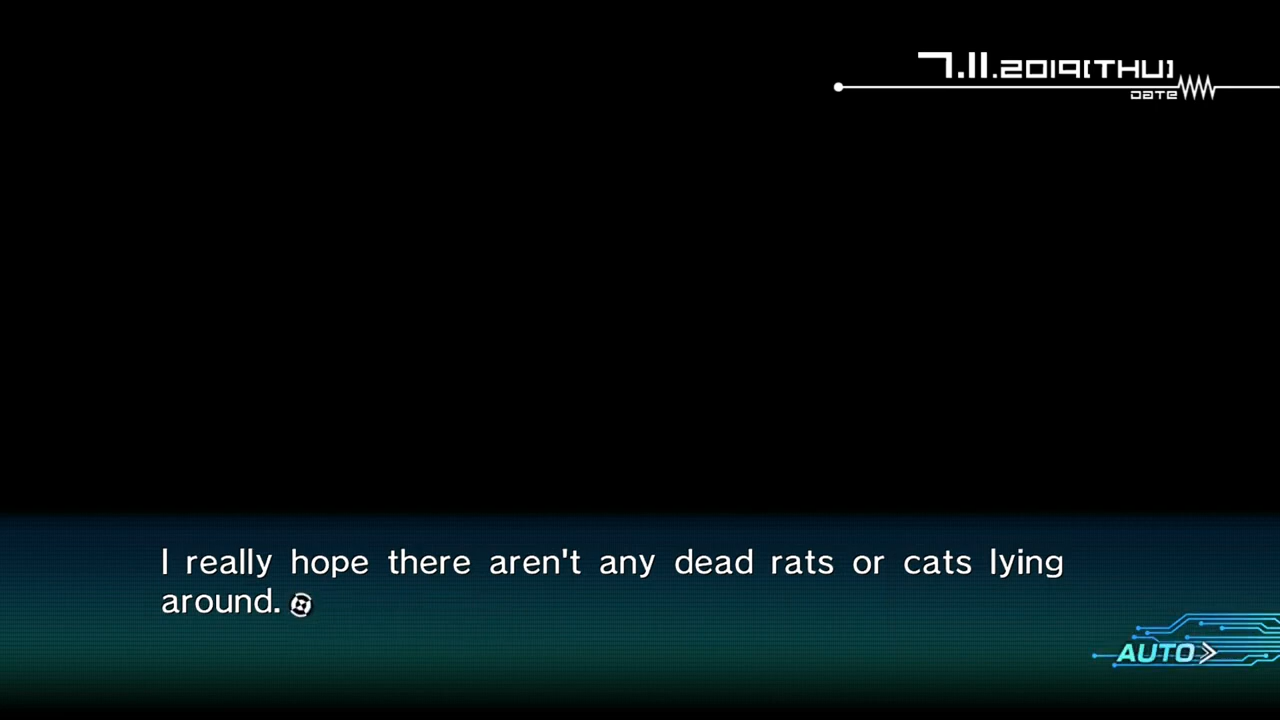 7.11.2019[THU]
DATE
I really hope there aren't any dead rats or cats lying
around.
AUTO